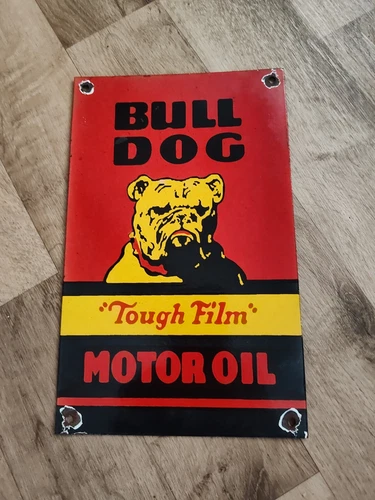 BULL
DOG
"Tough Film"
MOTOR OIL